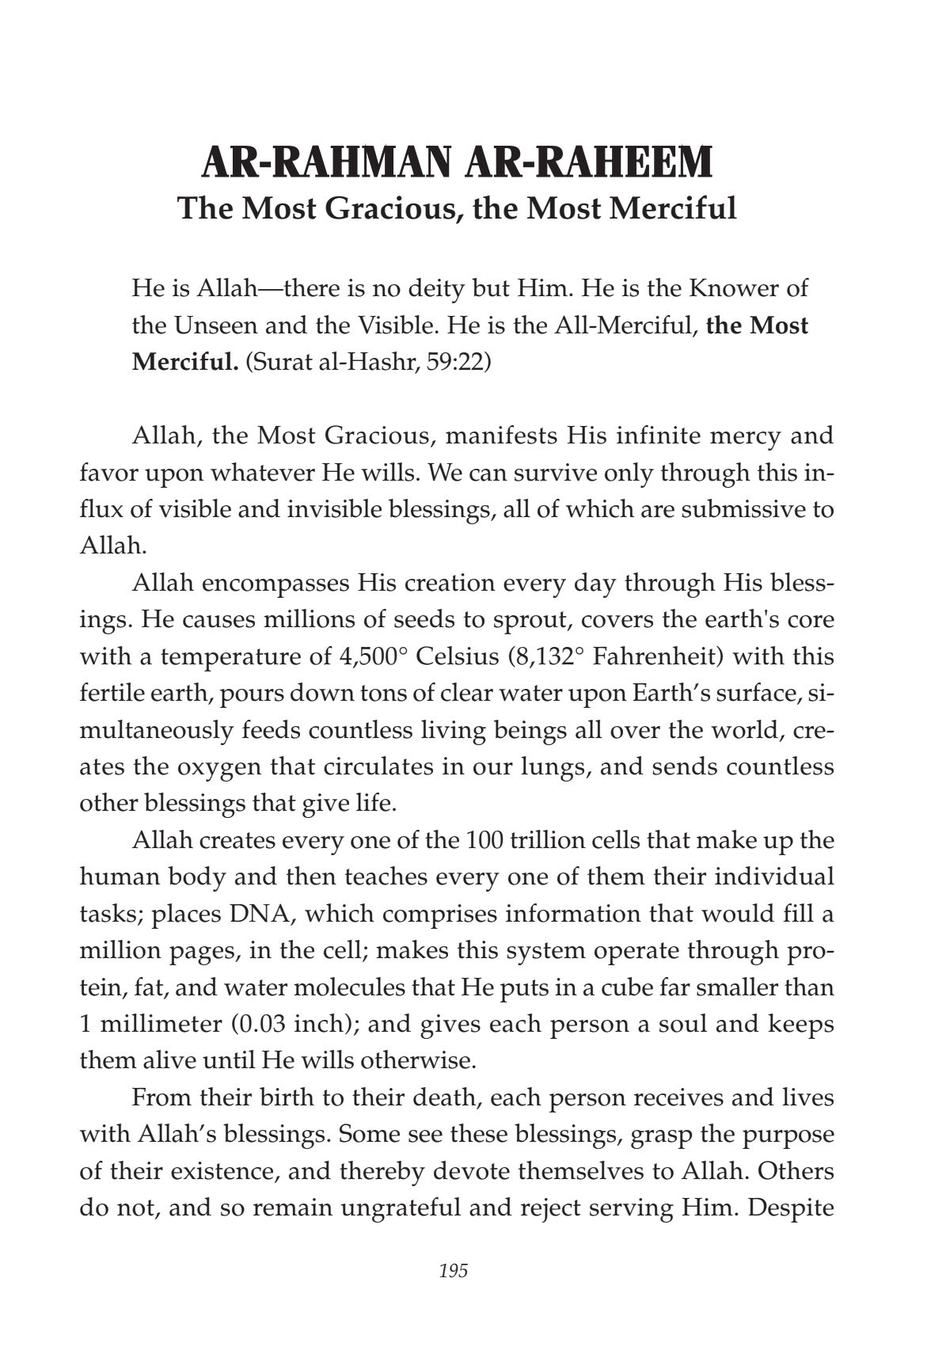 AR-RAHMAN AR-RAHEEM
The Most Gracious, the Most Merciful
He is Allah—there is no deity but Him. He is the Knower of
the Unseen and the Visible. He is the All-Merciful, the Most
Merciful. (Surat al-Hashr, 59:22)
Allah, the Most Gracious, manifests His infinite mercy and
favor upon whatever He wills. We can survive only through this in-
flux of visible and invisible blessings, all of which are submissive to
Allah.
Allah encompasses His creation every day through His bless-
ings. He causes millions of seeds to sprout, covers the earth's core
with a temperature of 4,500° Celsius (8,132° Fahrenheit) with this
fertile earth, pours down tons of clear water upon Earth’s surface, si-
multaneously feeds countless living beings all over the world, cre-
ates the oxygen that circulates in our lungs, and sends countless
other blessings that give life.
Allah creates every one of the 100 trillion cells that make up the
human body and then teaches every one of them their individual
tasks; places DNA, which comprises information that would fill a
million pages, in the cell; makes this system operate through pro-
tein, fat, and water molecules that He puts in a cube far smaller than
1 millimeter (0.03 inch); and gives each person a soul and keeps
them alive until He wills otherwise.
From their birth to their death, each person receives and lives
with Allah’s blessings. Some see these blessings, grasp the purpose
of their existence, and thereby devote themselves to Allah. Others
do not, and so remain ungrateful and reject serving Him. Despite
195